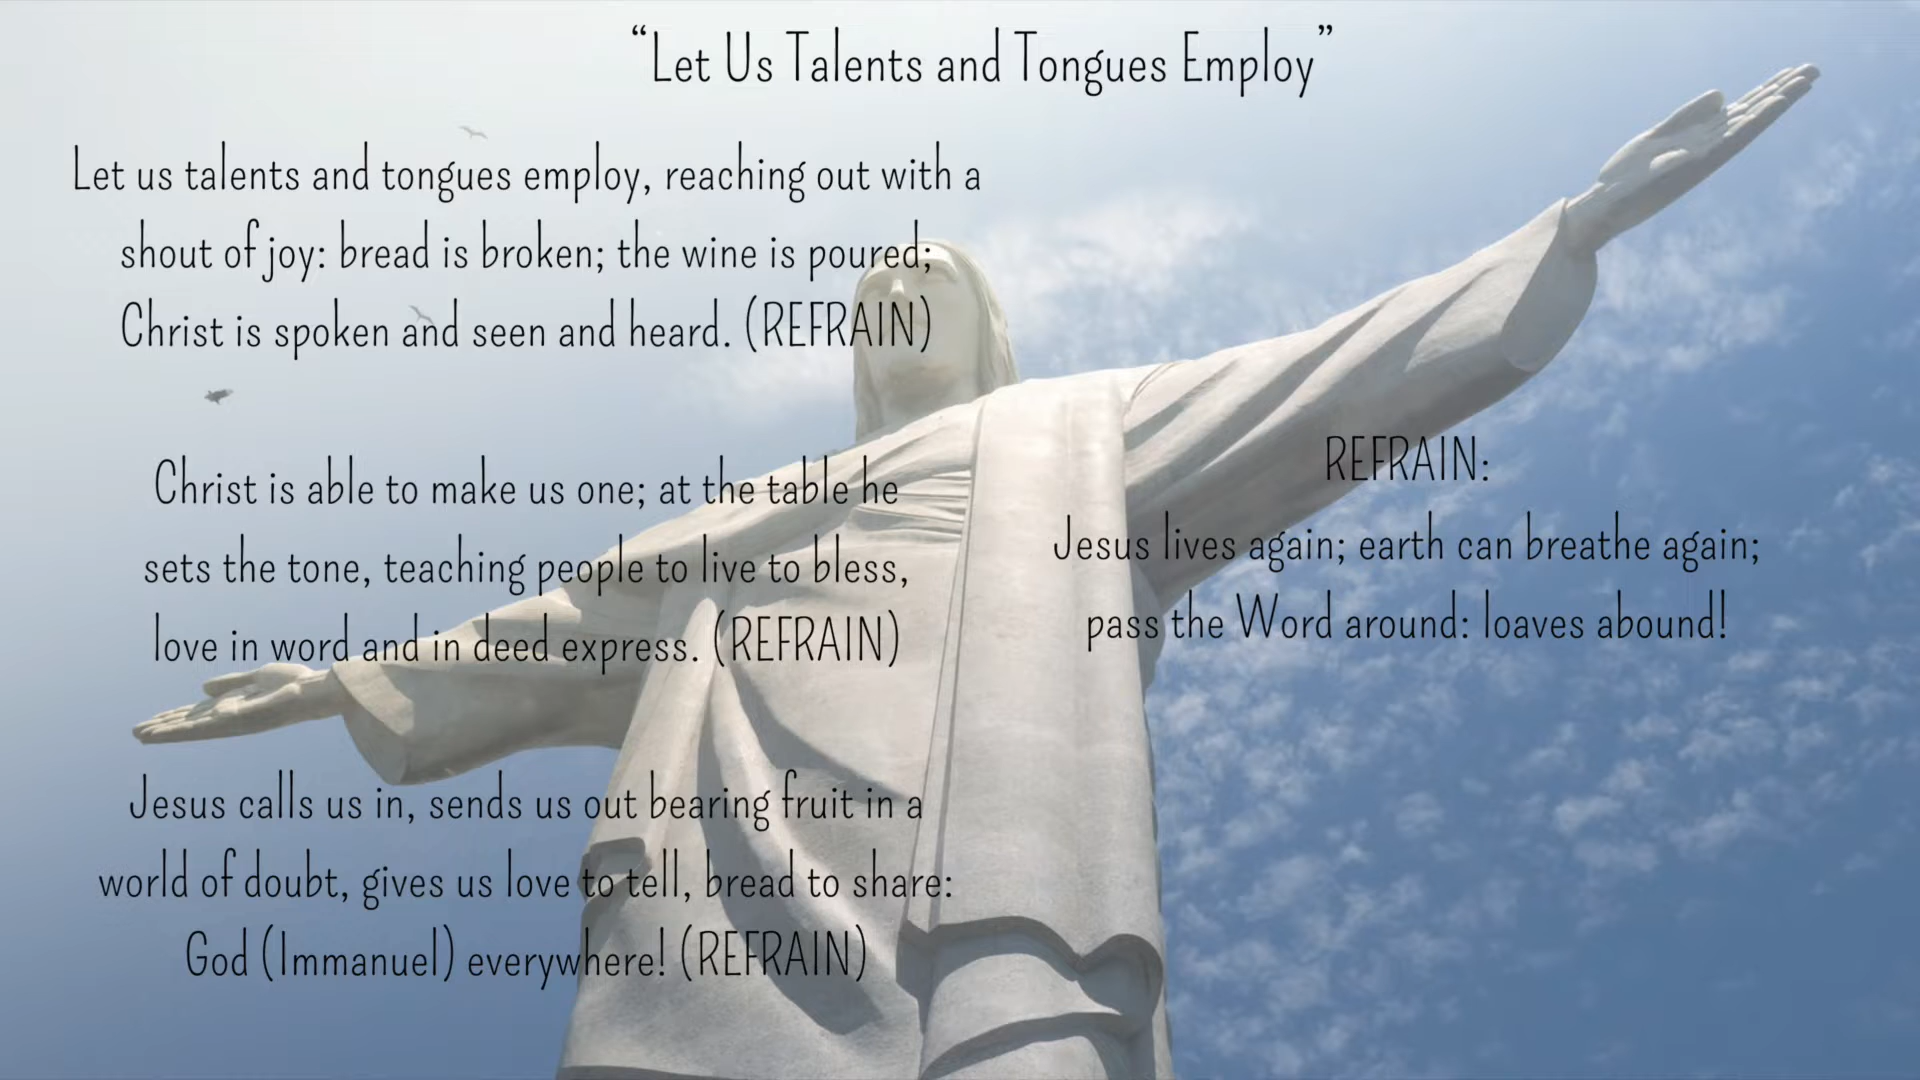 “Let Us Talents and Tongues Employ”
Let us talents and tongues employ, reaching out with a
shout of joy: bread is broken; the wine is poured;
Christ is spoken and seen and heard. (REFRAIN)
Christ is able to make us one; at the table he
sets the tone, teaching people to live to bless,
love in word and in deed express. (REFRAIN)
Jesus calls us in, sends us out bearing fruit in a
world of doubt, gives us love to tell, bread to share:
God (Immanuel) everywhere! (REFRAIN)
REFRAIN:
Jesus lives again; earth can breathe again;
pass the Word around: loaves abound!